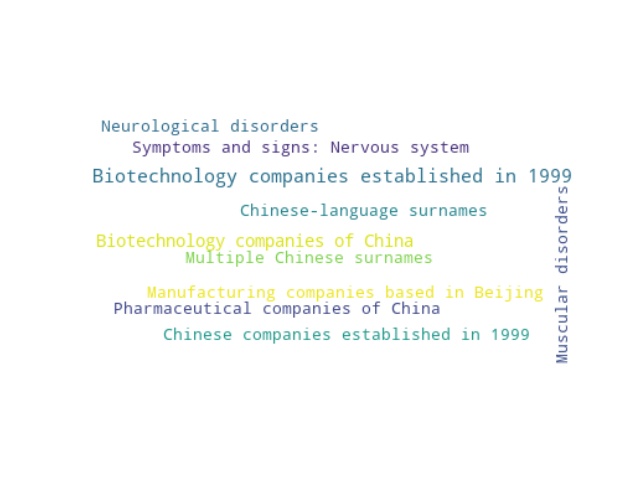 Neurological disorders
Symptoms and signs: Nervous system
Biotechnology companies established in 1999
Chinese-language surnames
Biotechnology companies of China
Multiple Chinese surnames
Manufacturing companies based in Beijing
Pharmaceutical companies of China
Chinese companies established in 1999
Muscular disorders